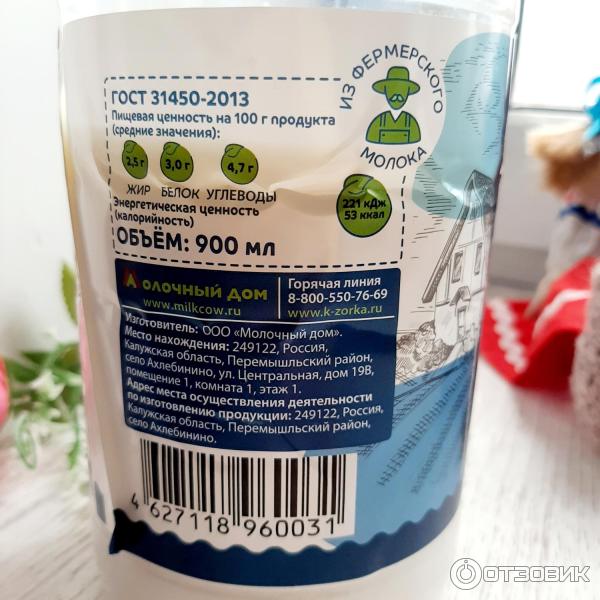 ИЗ ФЕРМЕРСКОГО
МОЛОКА
ГОСТ 31450-2013
Пищевая ценность на 100 г продукта
(средние значения):
2,5 г 3,0 г 4,7 г
ЖИР БЕЛОК УГЛЕВОДЫ
Энергетическая ценность
(калорийность)
221 кДж
53 ккал
ОБЪЁМ: 900 мл
Молочный дом
www.milkcow.ru
Горячая линия
8-800-550-76-69
www.k-zorka.ru
Изготовитель: ООО «Молочный дом».
Место нахождения: 249122, Россия,
Калужская область, Перемышльский район,
село Ахлебинино, ул. Центральная, дом 19В,
помещение 1, комната 1, этаж 1.
Адрес места осуществления деятельности
по изготовлению продукции: 249122, Россия,
Калужская область, Перемышльский район,
село Ахлебинино.
4 627118 960031
ОТЗОВИК